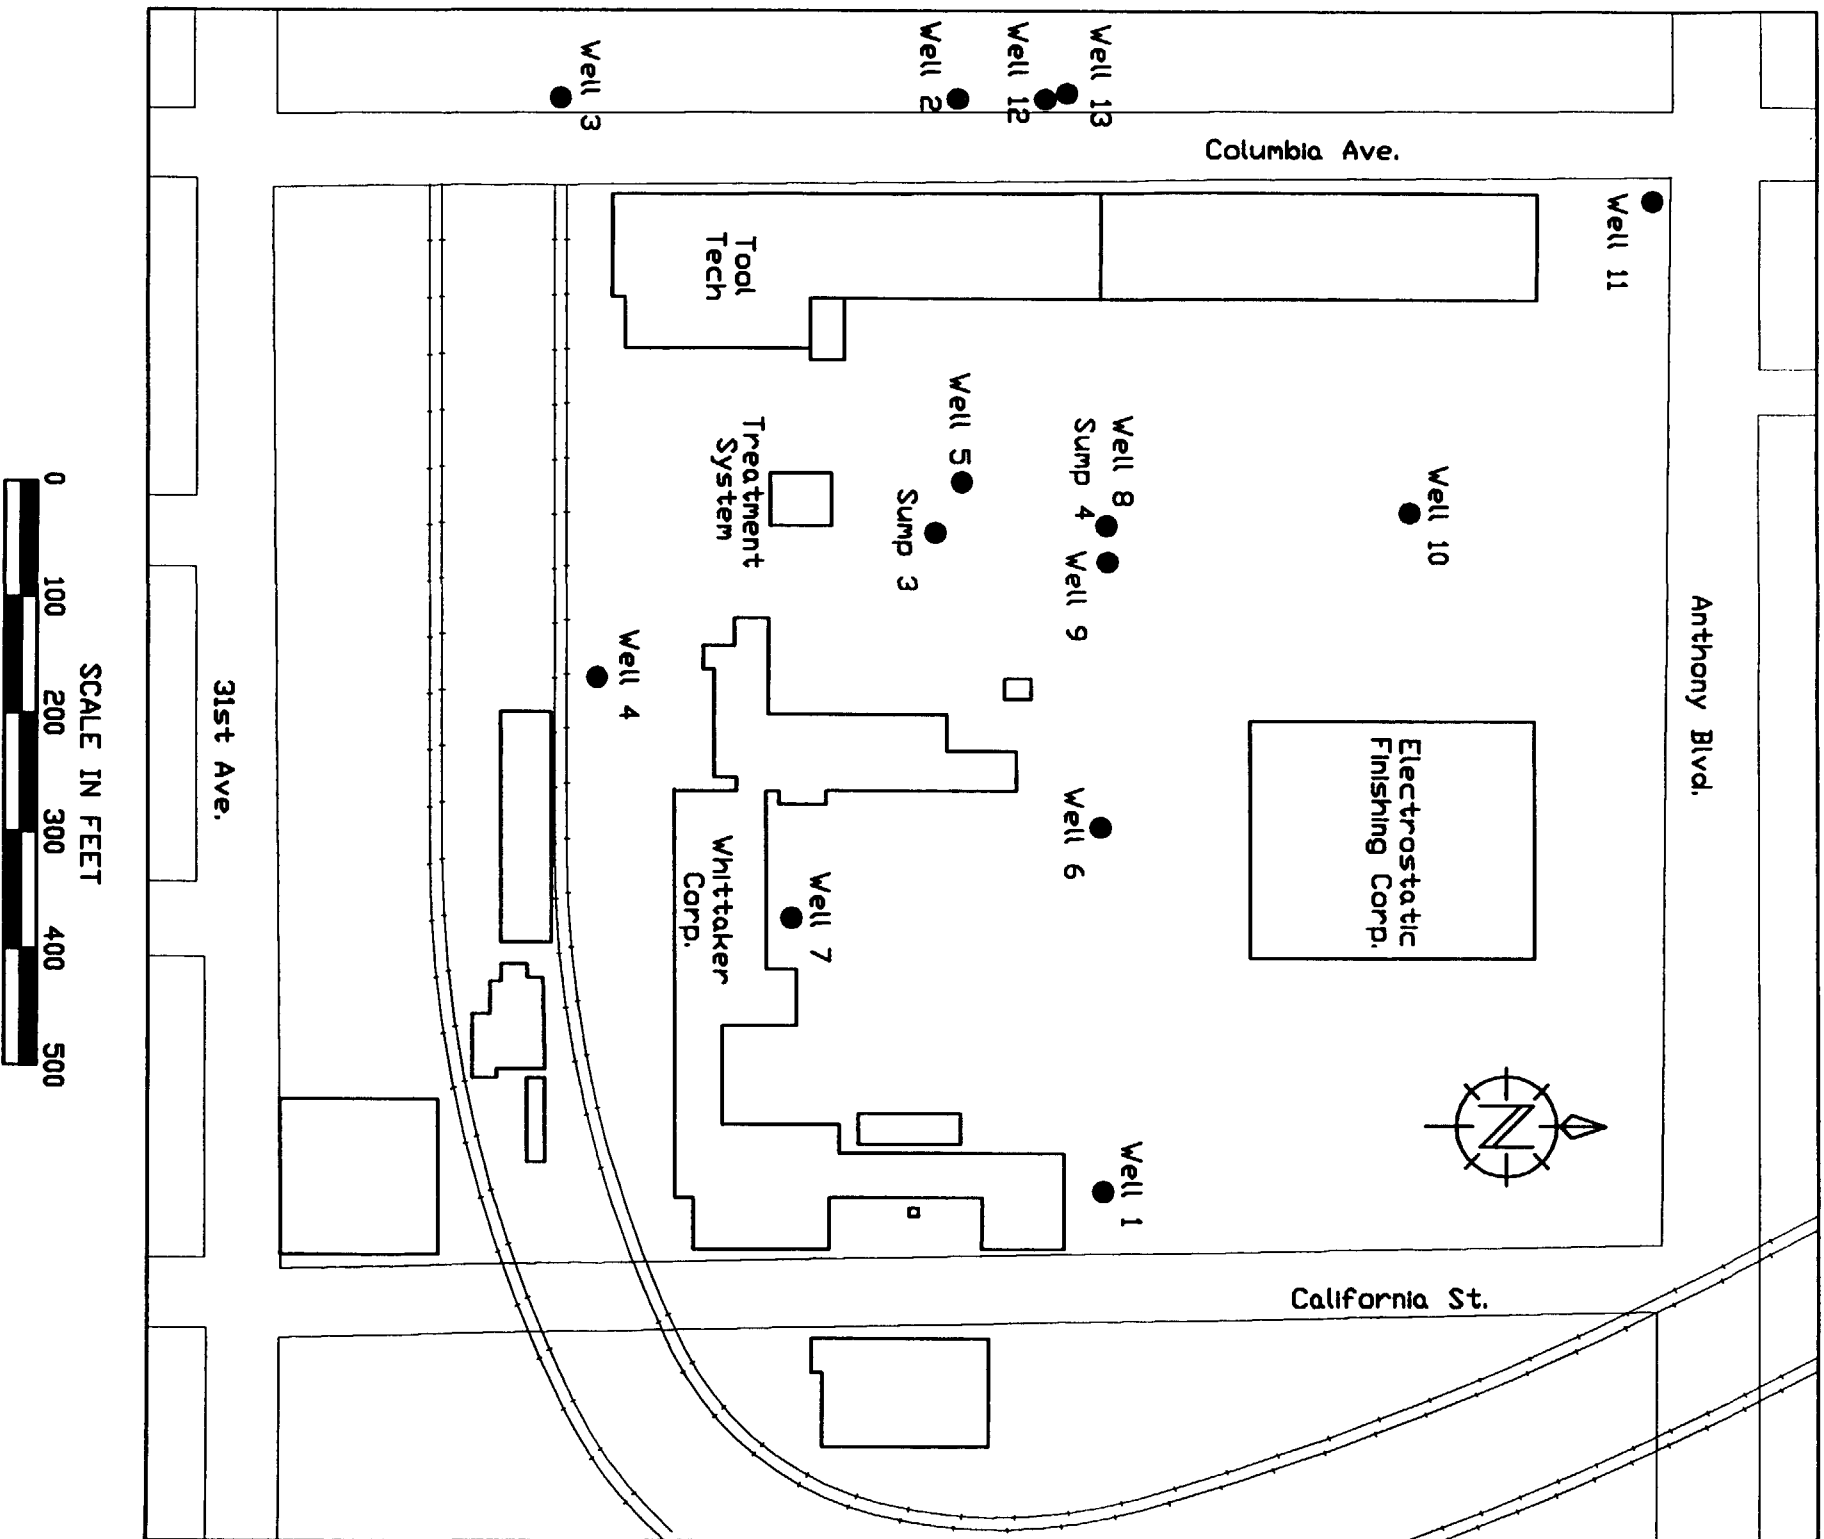 Well 3
Well 2
Well 12
Well 13
Columbia Ave.
Well 11
Tool
Tech
Well 5
Well 8
Sump 4
Well 10
Treatment
System
Sump 3
Well 9
Anthony Blvd.
Well 4
Electrostatic
Finishing Corp.
Well 6
Whittaker
Corp.
Well 7
31st Ave.
N
Well 1
California St.
0 100 200 300 400 500
SCALE IN FEET